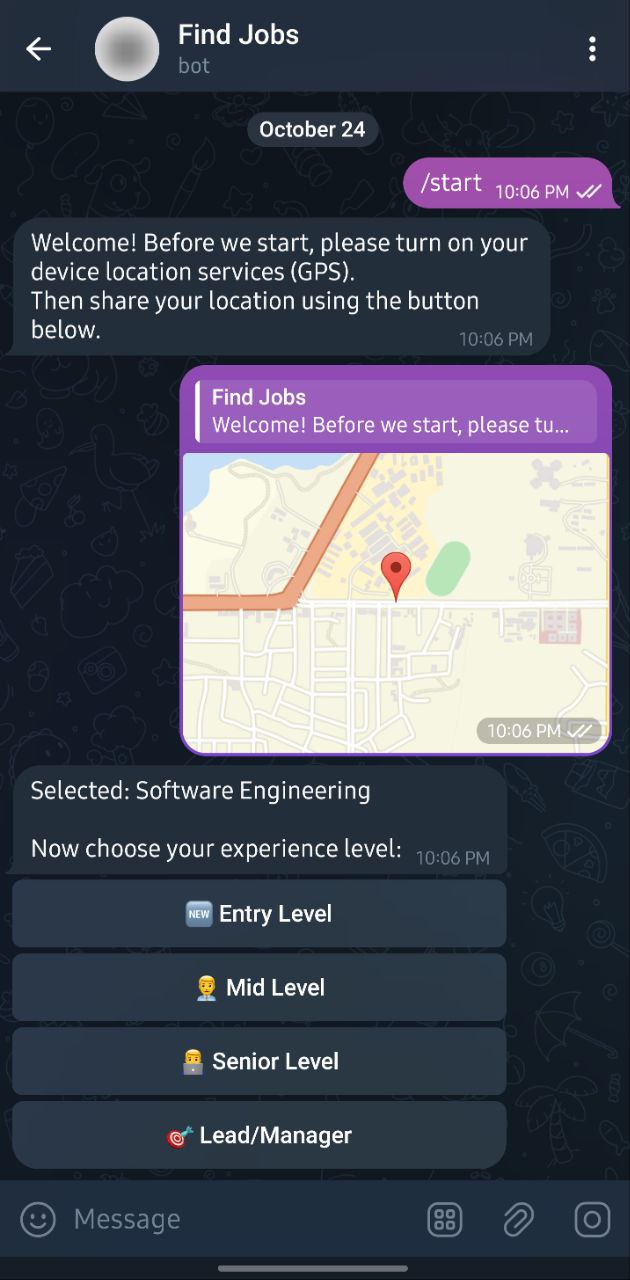 Find Jobs
bot
October 24
/start 10:06 PM
Welcome! Before we start, please turn on your
device location services (GPS).
Then share your location using the button
below. 10:06 PM
Find Jobs
Welcome! Before we start, please tu...
10:06 PM
Selected: Software Engineering
Now choose your experience level: 10:06 PM
NEW Entry Level
Mid Level
Senior Level
Lead/Manager
Message